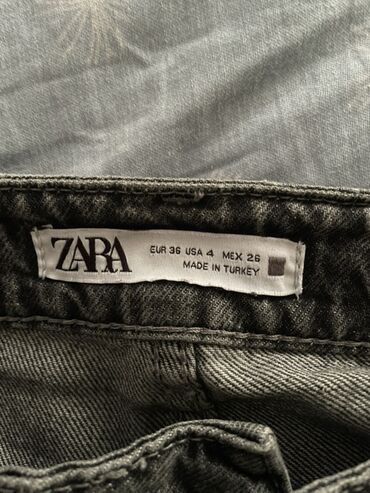 ZARA
EUR 36 USA 4 MEX 26
MADE IN TURKEY